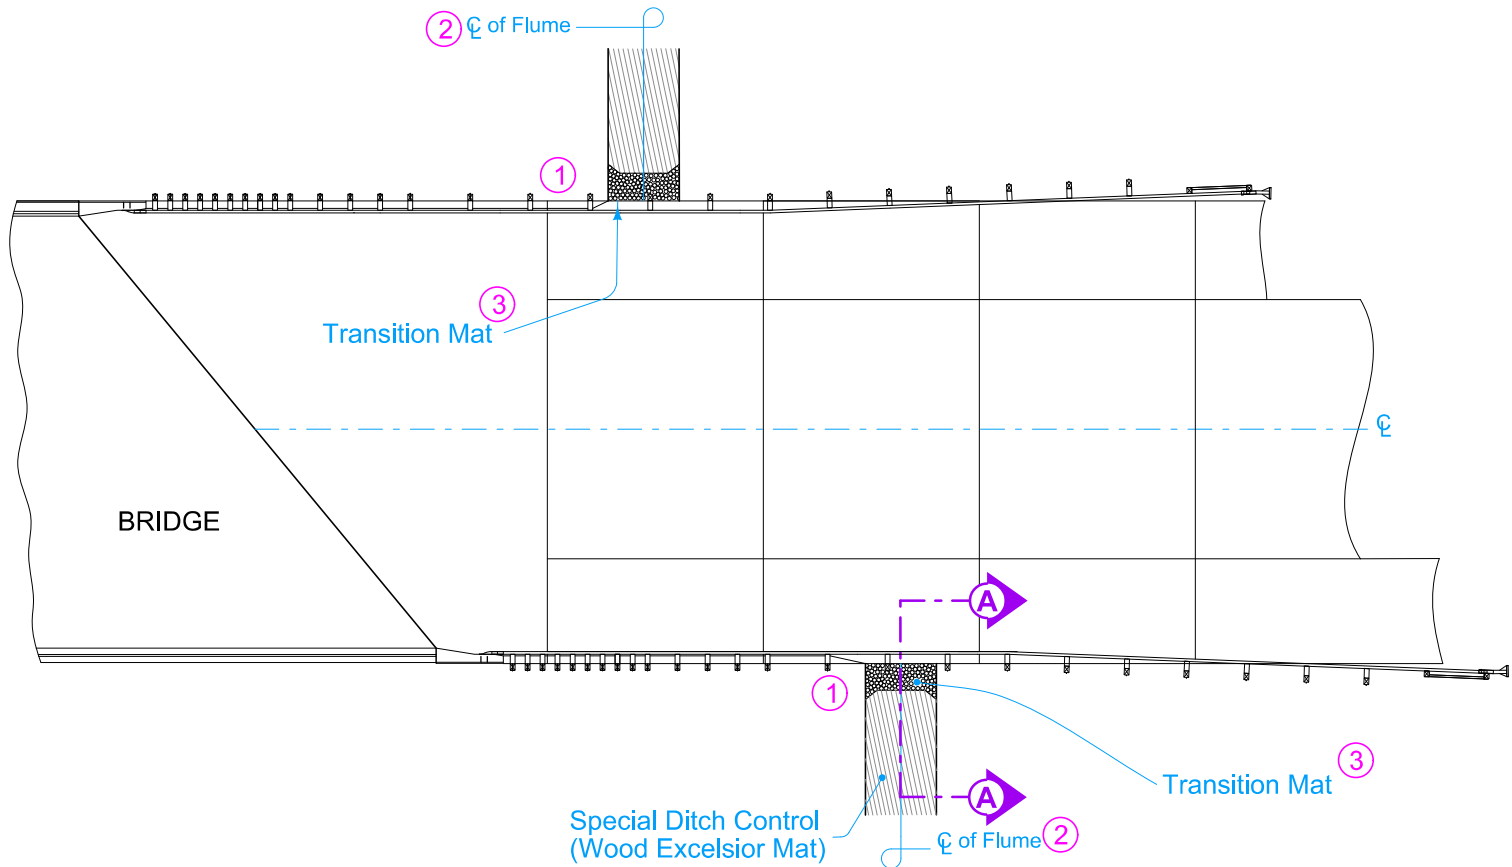 ② ℄ of Flume
①
③
Transition Mat
℄
BRIDGE
A
①
③
Transition Mat
A
Special Ditch Control
(Wood Excelsior Mat)
℄ of Flume ②